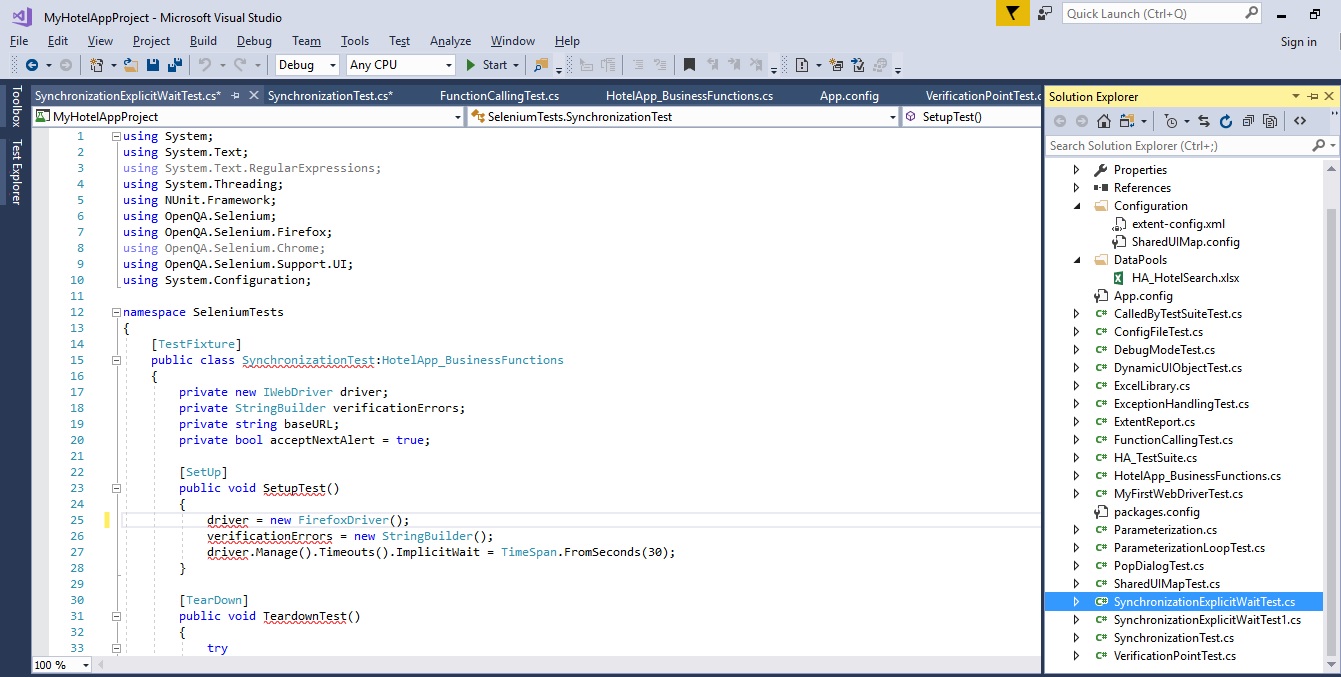 MyHotelAppProject - Microsoft Visual Studio
Quick Launch (Ctrl+Q)
File Edit View Project Build Debug Team Tools Test Analyze Window Help
Sign in
Debug Any CPU Start
Toolbox
Test Explorer
SynchronizationExplicitWaitTest.cs* SynchronizationTest.cs* FunctionCallingTest.cs HotelApp_BusinessFunctions.cs App.config VerificationPointTest.c
MyHotelAppProject SeleniumTests.SynchronizationTest SetupTest()
1 using System;
2 using System.Text;
3 using System.Text.RegularExpressions;
4 using System.Threading;
5 using NUnit.Framework;
6 using OpenQA.Selenium;
7 using OpenQA.Selenium.Firefox;
8 using OpenQA.Selenium.Chrome;
9 using OpenQA.Selenium.Support.UI;
10 using System.Configuration;
11
12 namespace SeleniumTests
13 {
14 [TestFixture]
15 public class SynchronizationTest:HotelApp_BusinessFunctions
16 {
17 private new IWebDriver driver;
18 private StringBuilder verificationErrors;
19 private string baseURL;
20 private bool acceptNextAlert = true;
21
22 [SetUp]
23 public void SetupTest()
24 {
25 driver = new FirefoxDriver();
26 verificationErrors = new StringBuilder();
27 driver.Manage().Timeouts().ImplicitWait = TimeSpan.FromSeconds(30);
28 }
29
30 [TearDown]
31 public void TeardownTest()
32 {
33 try
100 %
Solution Explorer
Search Solution Explorer (Ctrl+;)
Properties
References
Configuration
extent-config.xml
SharedUIMap.config
DataPools
HA_HotelSearch.xlsx
App.config
C# CalledByTestSuiteTest.cs
C# ConfigFileTest.cs
C# DebugModeTest.cs
C# DynamicUIObjectTest.cs
C# ExcelLibrary.cs
C# ExceptionHandlingTest.cs
C# ExtentReport.cs
C# FunctionCallingTest.cs
C# HA_TestSuite.cs
C# HotelApp_BusinessFunctions.cs
C# MyFirstWebDriverTest.cs
packages.config
C# Parameterization.cs
C# ParameterizationLoopTest.cs
C# PopDialogTest.cs
C# SharedUIMapTest.cs
C# SynchronizationExplicitWaitTest.cs
C# SynchronizationExplicitWaitTest1.cs
C# SynchronizationTest.cs
C# VerificationPointTest.cs